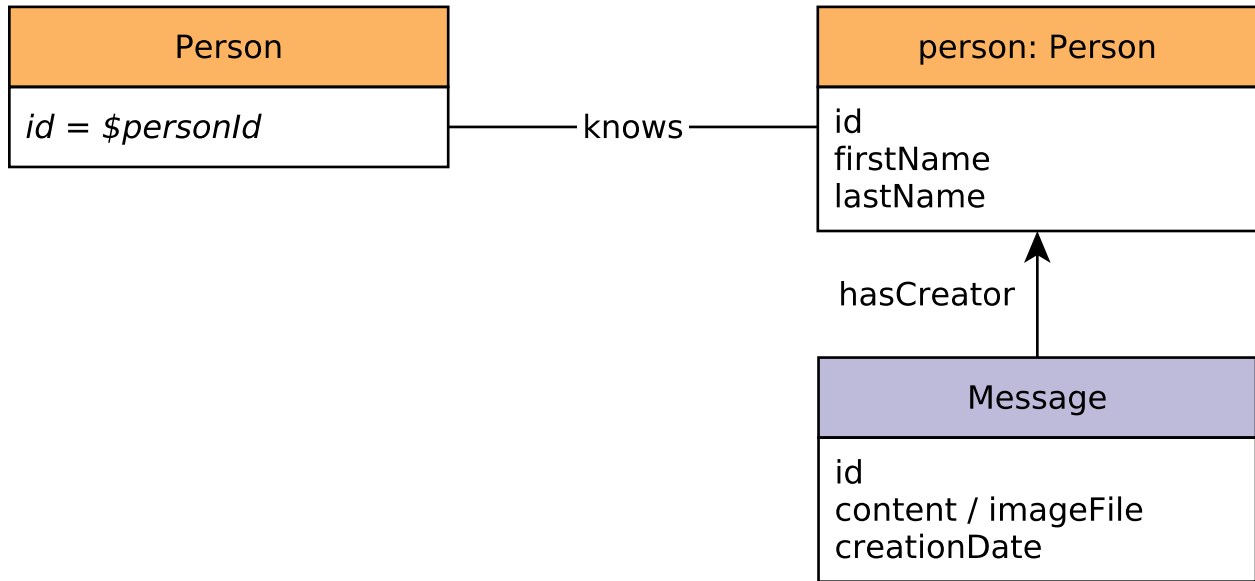 Person
id = $personId
knows
person: Person
id
firstName
lastName
hasCreator
Message
id
content / imageFile
creationDate